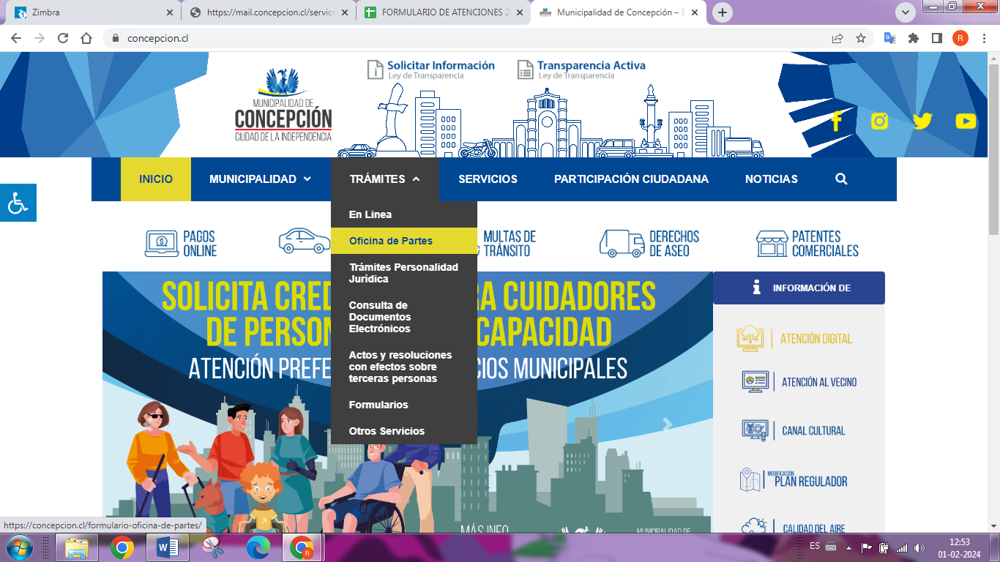 Zimbra
https://mail.concepcion.cl/service
FORMULARIO DE ATENCIONES 2
Municipalidad de Concepción – E
concepcion.cl
R
Solicitar Información
Ley de Transparencia
Transparencia Activa
Ley de Transparencia
MUNICIPALIDAD DE
CONCEPCIÓN
CIUDAD DE LA INDEPENDENCIA
INICIO
MUNICIPALIDAD
TRÁMITES
SERVICIOS
PARTICIPACIÓN CIUDADANA
NOTICIAS
En Linea
Oficina de Partes
Trámites Personalidad
Jurídica
Consulta de
Documentos
Electrónicos
Actos y resoluciones
con efectos sobre
terceras personas
Formularios
Otros Servicios
PAGOS
ONLINE
MULTAS DE
TRÁNSITO
DERECHOS
DE ASEO
PATENTES
COMERCIALES
SOLICITA CRED RA CUIDADORES
DE PERSON CAPACIDAD
ATENCIÓN PREFE CIOS MUNICIPALES
MÁS INFO
MUNICIPALIDAD DE
INFORMACIÓN DE
ATENCIÓN DIGITAL
ATENCIÓN AL VECINO
CANAL CULTURAL
MODIFICACIÓN
PLAN REGULADOR
CALIDAD DEL AIRE
https://concepcion.cl/formulario-oficina-de-partes/
ES
12:53
01-02-2024